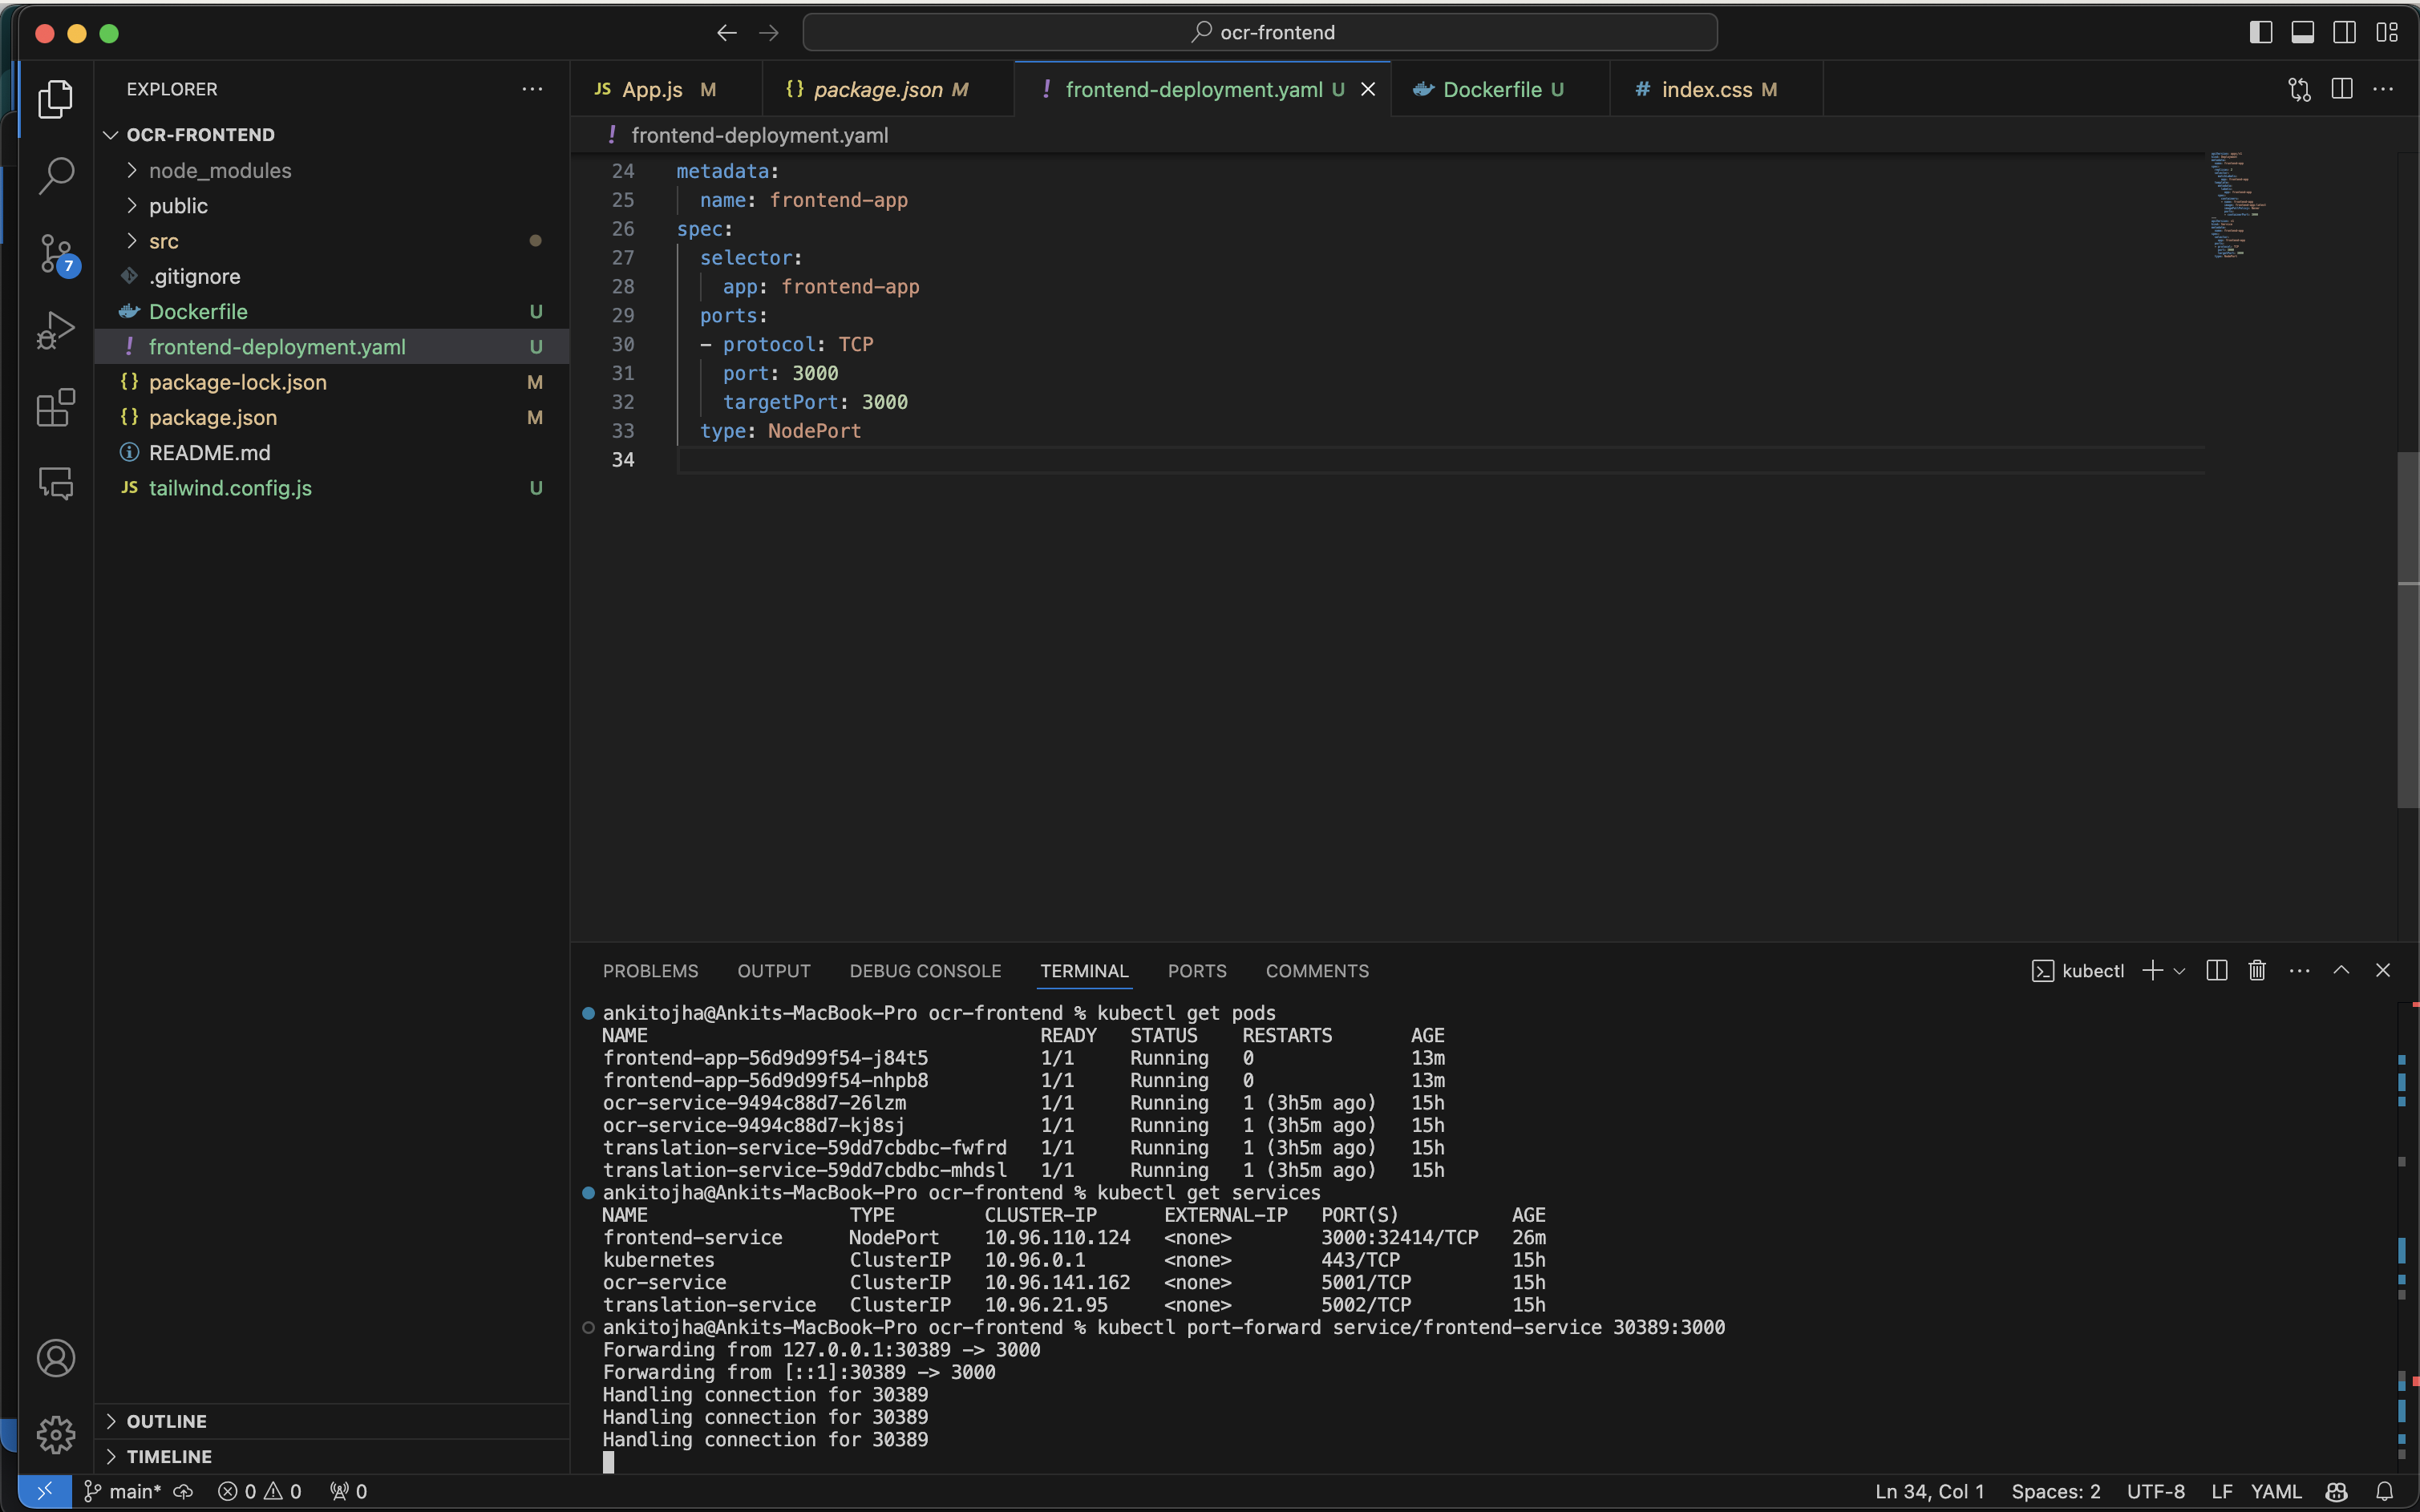 ocr-frontend
EXPLORER
OCR-FRONTEND
node_modules
public
src
.gitignore
Dockerfile U
frontend-deployment.yaml U
package-lock.json M
package.json M
README.md
JS tailwind.config.js U
OUTLINE
TIMELINE
7
JS App.js M
{} package.json M
! frontend-deployment.yaml U
Dockerfile U
# index.css M
! frontend-deployment.yaml
24 metadata:
25 name: frontend-app
26 spec:
27 selector:
28 app: frontend-app
29 ports:
30 - protocol: TCP
31 port: 3000
32 targetPort: 3000
33 type: NodePort
34
PROBLEMS OUTPUT DEBUG CONSOLE TERMINAL PORTS COMMENTS
kubectl
ankitojha@Ankits-MacBook-Pro ocr-frontend % kubectl get pods
NAME READY STATUS RESTARTS AGE
frontend-app-56d9d99f54-j84t5 1/1 Running 0 13m
frontend-app-56d9d99f54-nhpb8 1/1 Running 0 13m
ocr-service-9494c88d7-26lzm 1/1 Running 1 (3h5m ago) 15h
ocr-service-9494c88d7-kj8sj 1/1 Running 1 (3h5m ago) 15h
translation-service-59dd7cbdbc-fwfrd 1/1 Running 1 (3h5m ago) 15h
translation-service-59dd7cbdbc-mhdsl 1/1 Running 1 (3h5m ago) 15h
ankitojha@Ankits-MacBook-Pro ocr-frontend % kubectl get services
NAME TYPE CLUSTER-IP EXTERNAL-IP PORT(S) AGE
frontend-service NodePort 10.96.110.124 <none> 3000:32414/TCP 26m
kubernetes ClusterIP 10.96.0.1 <none> 443/TCP 15h
ocr-service ClusterIP 10.96.141.162 <none> 5001/TCP 15h
translation-service ClusterIP 10.96.21.95 <none> 5002/TCP 15h
ankitojha@Ankits-MacBook-Pro ocr-frontend % kubectl port-forward service/frontend-service 30389:3000
Forwarding from 127.0.0.1:30389 -> 3000
Forwarding from [::1]:30389 -> 3000
Handling connection for 30389
Handling connection for 30389
Handling connection for 30389
main* 0 0 0
Ln 34, Col 1 Spaces: 2 UTF-8 LF YAML